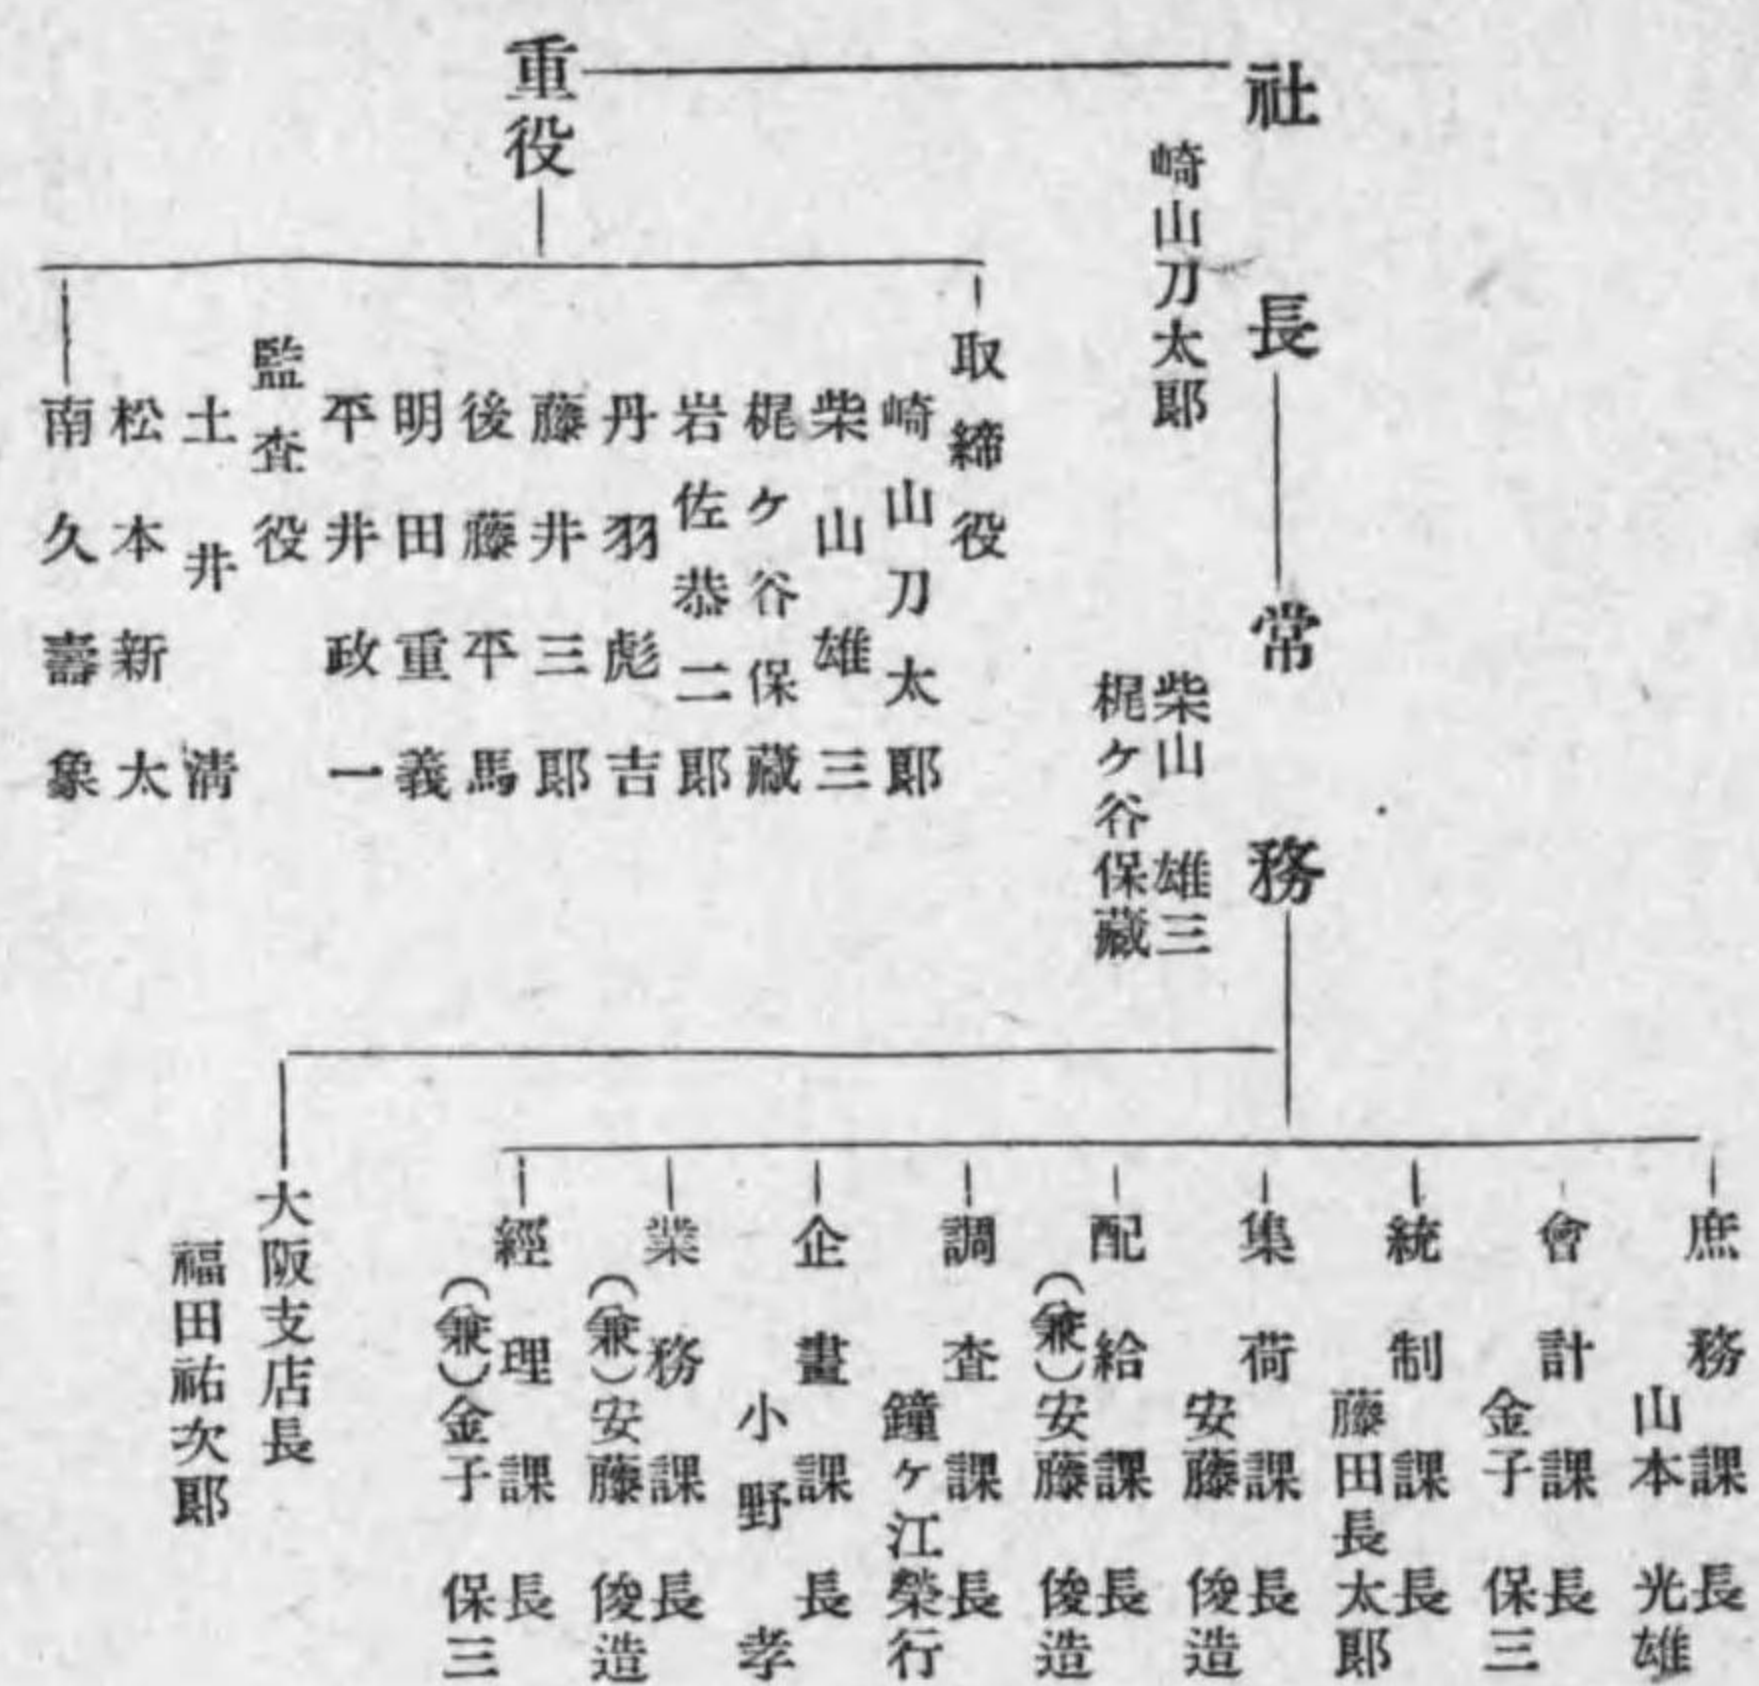 社長
崎山刀太郎
常務
柴山雄三
梶ヶ谷保藏
重役
取締役
崎山刀太郎
柴山雄三
梶ヶ谷保藏
岩佐恭二郎
丹羽彪吉
藤井三郎
後藤平馬
明田重義
平井政一
監査役
土井清
松本新太
南久壽象
庶務課長
山本光雄
會計課長
金子保三
統制課長
藤田長太郎
集荷課長
安藤俊造
配給課長
(兼)安藤俊造
調査課長
鐘ヶ江榮行
企畫課長
小野孝
業務課長
(兼)安藤俊造
經理課長
(兼)金子保三
大阪支店長
福田祐次郎